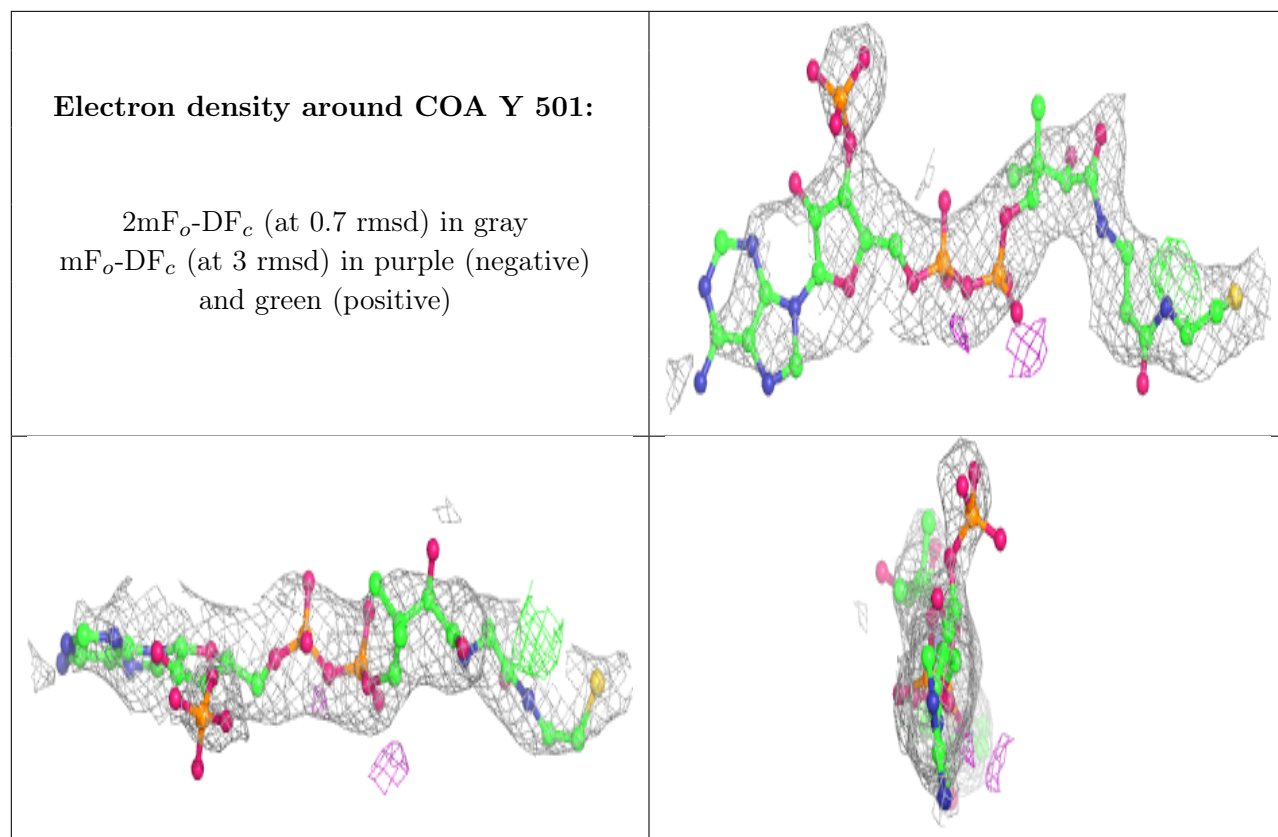 Electron density around COA Y 501:
2mFo-DFc (at 0.7 rmsd) in gray
mFo-DFc (at 3 rmsd) in purple (negative)
and green (positive)